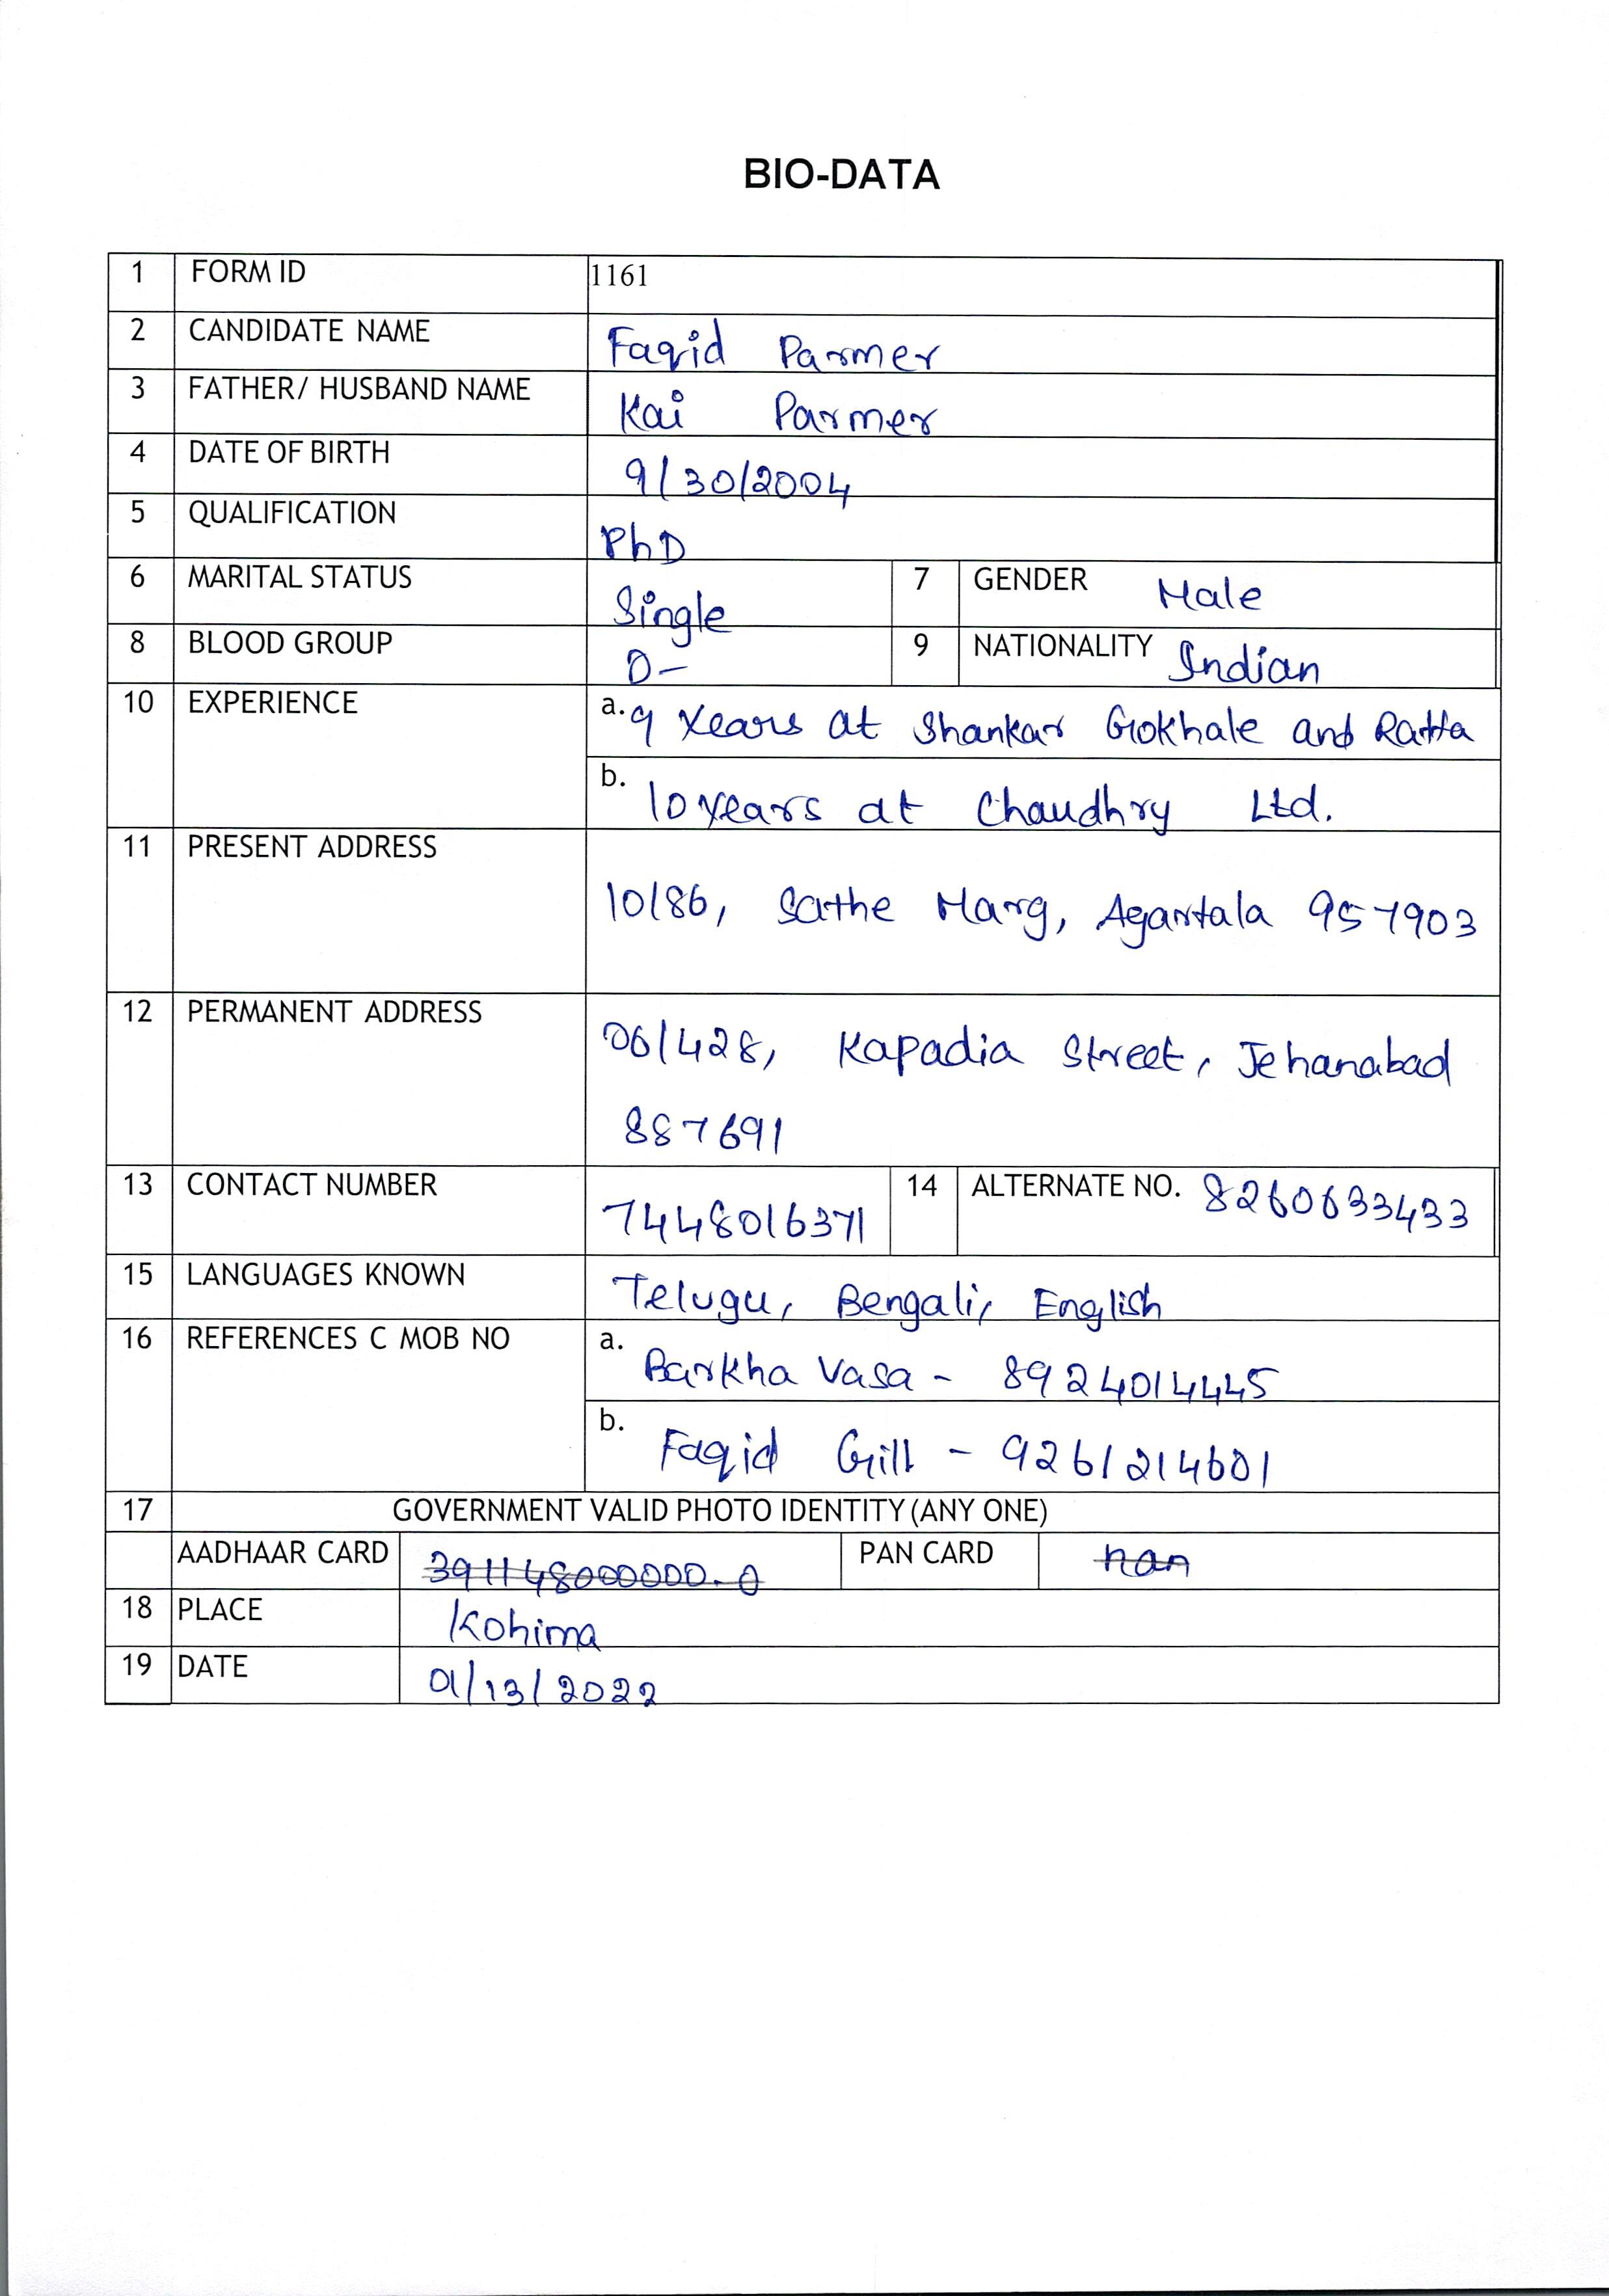 BIO-DATA
1 FORM ID 1161
2 CANDIDATE NAME Faqid Parmer
3 FATHER/ HUSBAND NAME Kai Parmer
4 DATE OF BIRTH 9/30/2004
5 QUALIFICATION PhD
6 MARITAL STATUS Single 7 GENDER Male
8 BLOOD GROUP O- 9 NATIONALITY Indian
10 EXPERIENCE a. 9 Years at Shankar Gokhale and Ratta
b. 10 years at Chaudhry Ltd.
11 PRESENT ADDRESS 10/86, Sathe Marg, Agartala 957903
12 PERMANENT ADDRESS 06/428, Kapadia Street, Jehanabad
887691
13 CONTACT NUMBER 7448016371 14 ALTERNATE NO. 8260633433
15 LANGUAGES KNOWN Telugu, Bengali, English
16 REFERENCES C MOB NO a. Barkha Vasa - 8924014445
b. Faqid Gill - 9261214601
17 GOVERNMENT VALID PHOTO IDENTITY (ANY ONE)
AADHAAR CARD 391148000000.0 PAN CARD nan
18 PLACE Kohima
19 DATE 01/13/2022